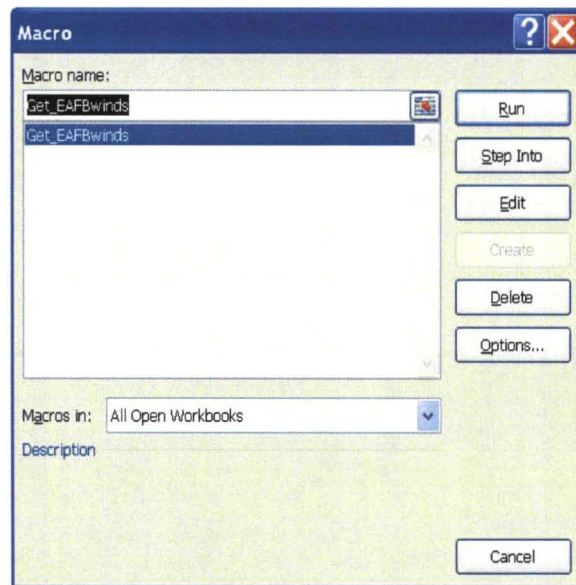 Macro
Macro name:
Get_EAFBwinds
Get_EAFBwinds
Run
Step Into
Edit
Create
Delete
Options...
Macros in: All Open Workbooks
Description
Cancel